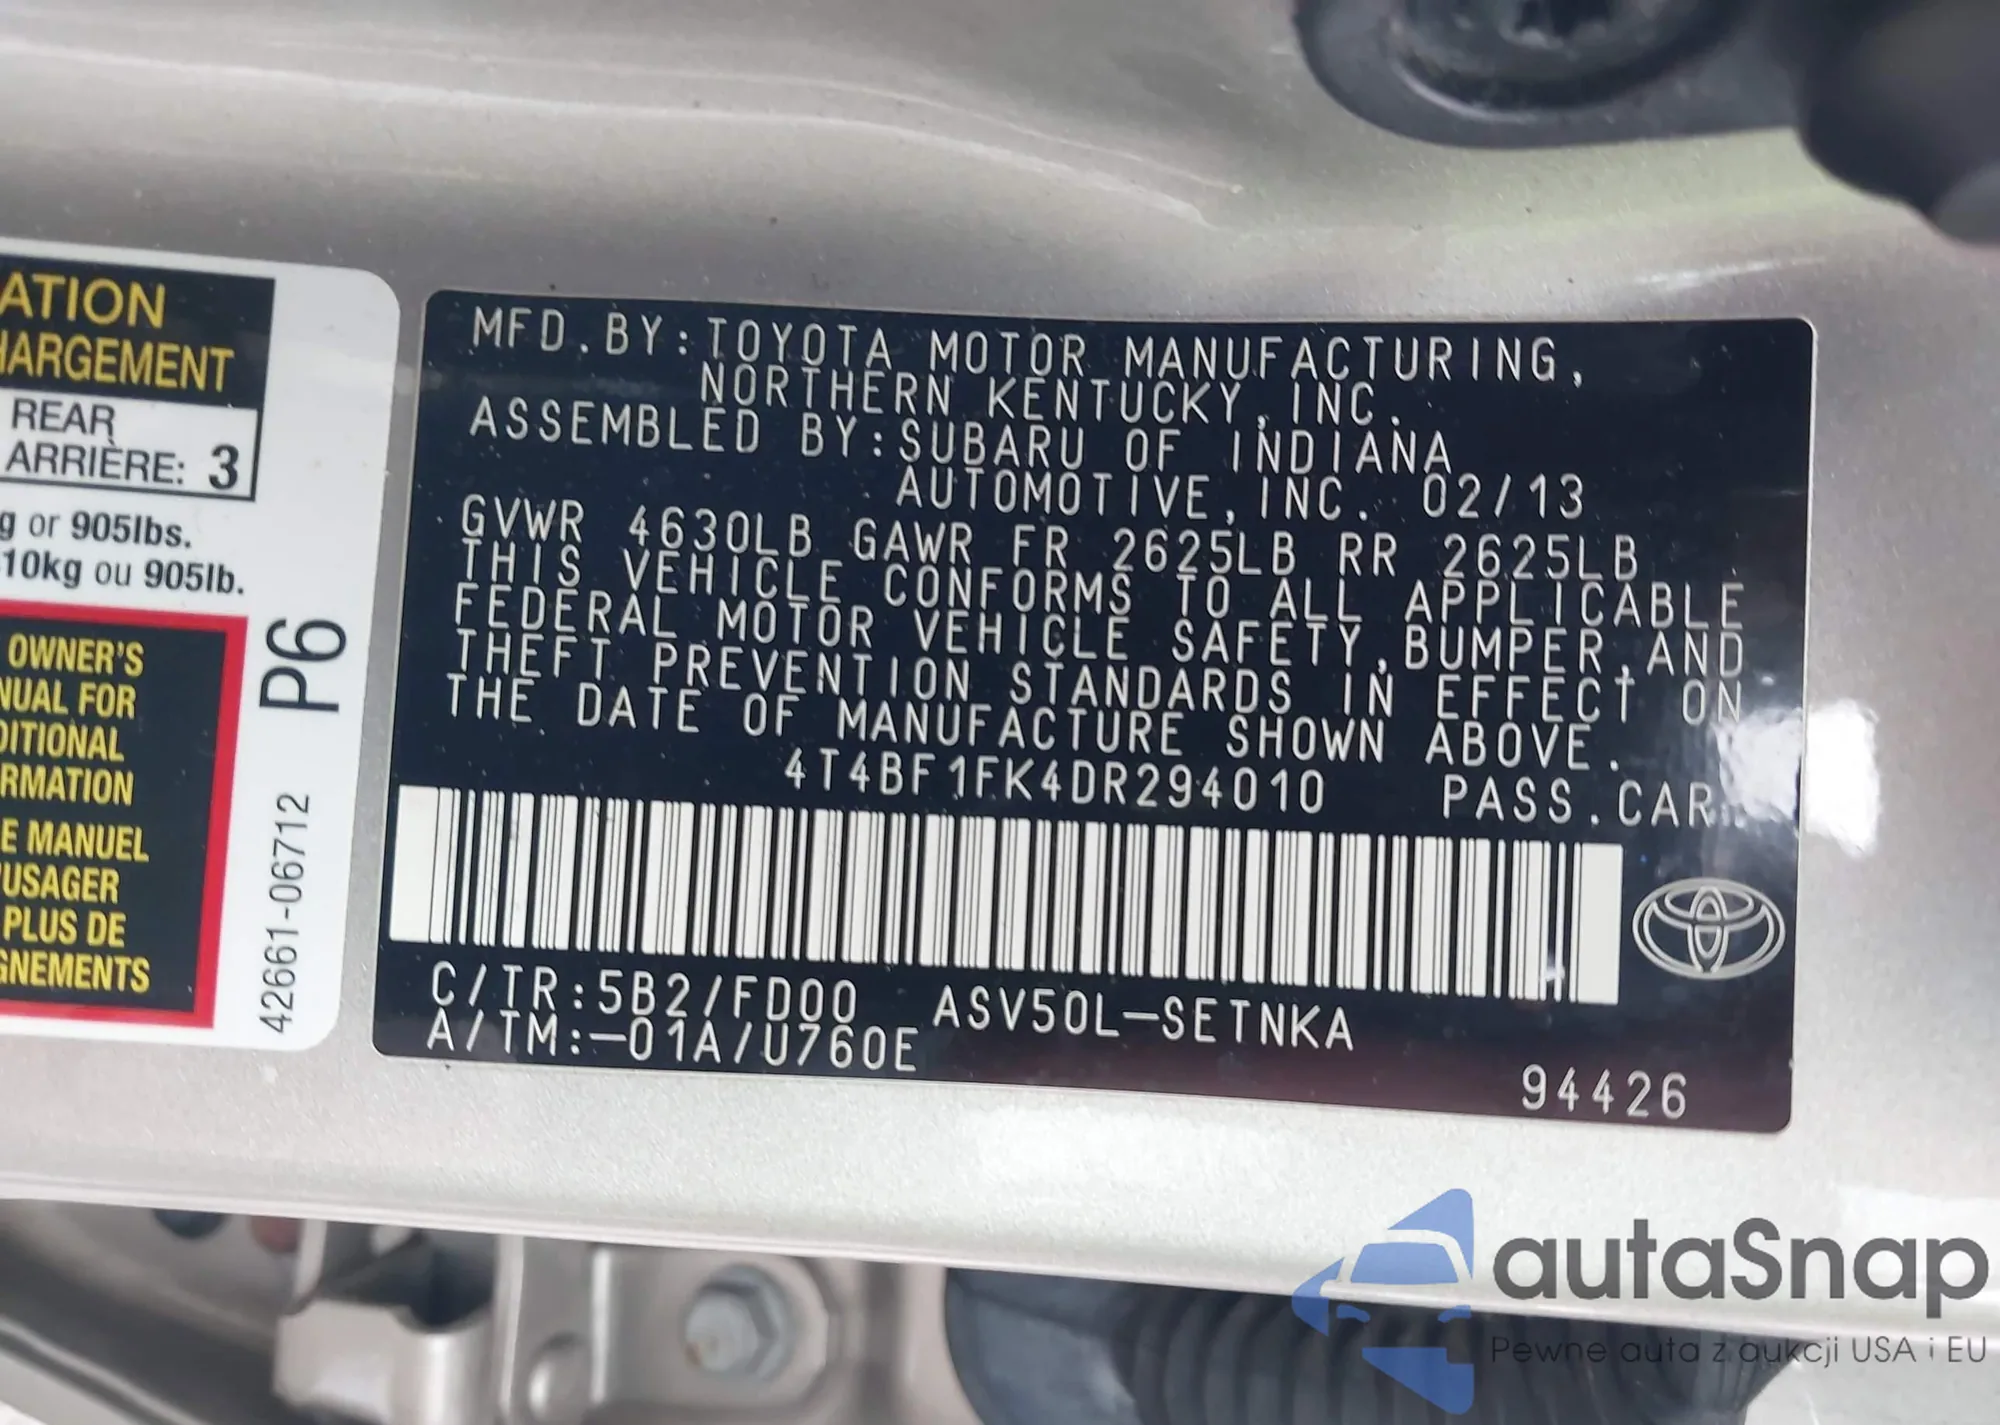 ATION
HARGEMENT
REAR
ARRIÈRE: 3
g or 905lbs.
10kg ou 905lb.
OWNER'S
NUAL FOR
DITIONAL
RMATION
E MANUEL
'USAGER
PLUS DE
GNEMENTS
P6
42661-06712
MFD.BY:TOYOTA MOTOR MANUFACTURING,
NORTHERN KENTUCKY,INC.
ASSEMBLED BY:SUBARU OF INDIANA
AUTOMOTIVE,INC. 02/13
GVWR 4630LB GAWR FR 2625LB RR 2625LB
THIS VEHICLE CONFORMS TO ALL APPLICABLE
FEDERAL MOTOR VEHICLE SAFETY,BUMPER,AND
THEFT PREVENTION STANDARDS IN EFFECT ON
THE DATE OF MANUFACTURE SHOWN ABOVE.
4T4BF1FK4DR294010 PASS.CAR
C/TR:5B2/FD00 ASV50L-SETNKA
A/TM:-01A/U760E
94426
autaSnap
Pewne auta z aukcji USA i EU